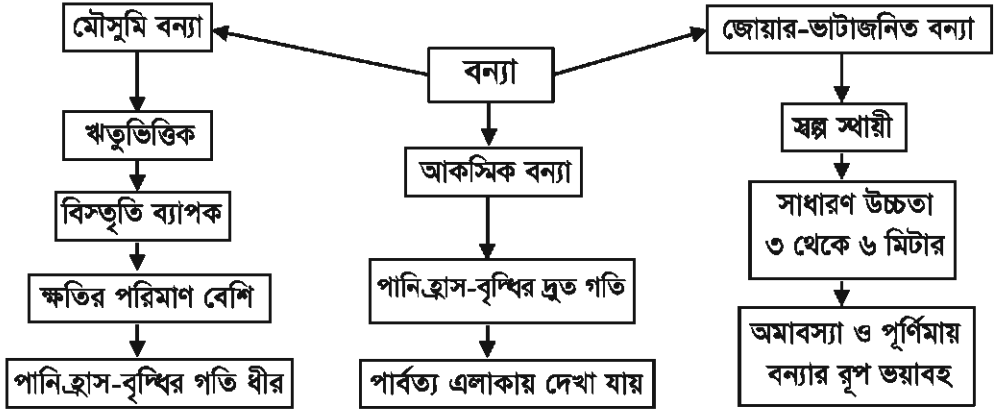 বন্যা
মৌসুমি বন্যা
ঋতুভিত্তিক
বিস্তৃতি ব্যাপক
ক্ষতির পরিমাণ বেশি
পানি হ্রাস-বৃদ্ধির গতি ধীর
আকস্মিক বন্যা
পানি হ্রাস-বৃদ্ধির দ্রুত গতি
পার্বত্য এলাকায় দেখা যায়
জোয়ার-ভাটাজনিত বন্যা
স্বল্প স্থায়ী
সাধারণ উচ্চতা
৩ থেকে ৬ মিটার
অমাবস্যা ও পূর্ণিমায়
বন্যার রূপ ভয়াবহ